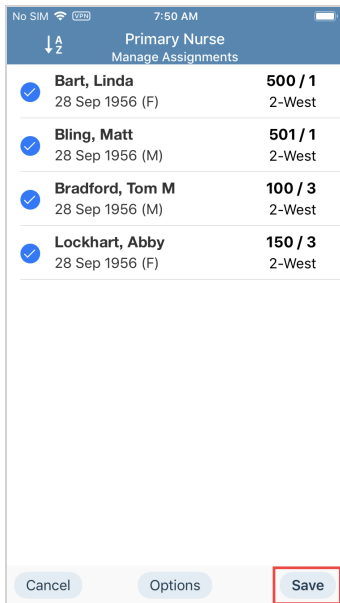 No SIM VPN 7:50 AM
A Z
Primary Nurse
Manage Assignments
Bart, Linda 500 / 1
28 Sep 1956 (F) 2-West
Bling, Matt 501 / 1
28 Sep 1956 (M) 2-West
Bradford, Tom M 100 / 3
28 Sep 1956 (M) 2-West
Lockhart, Abby 150 / 3
28 Sep 1956 (F) 2-West
Cancel Options Save